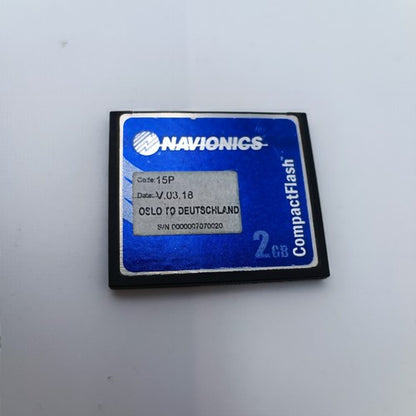 NAVIONICS
Code: 15P
Date: V.03.18
OSLO TO DEUTSCHLAND
S/N 0000007070020
2GB
CompactFlash